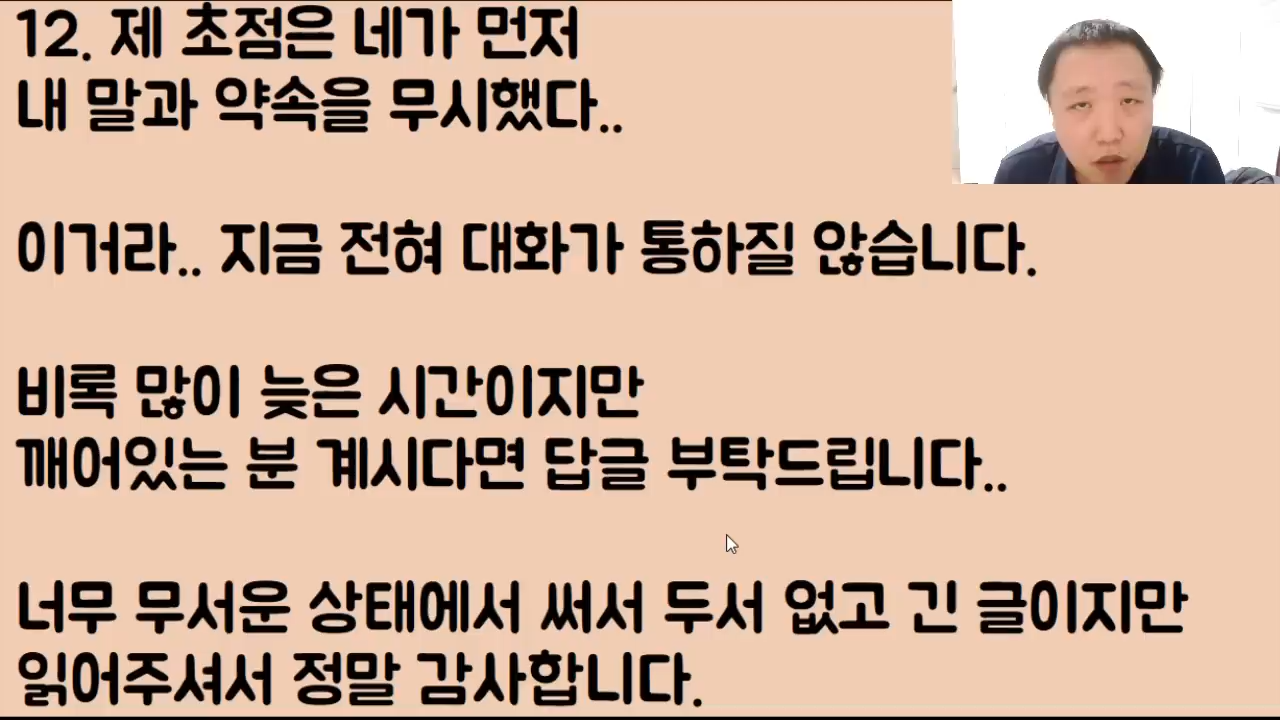 12. 제 초점은 네가 먼저
내 말과 약속을 무시했다..
이거라.. 지금 전혀 대화가 통하질 않습니다.
비록 많이 늦은 시간이지만
깨어있는 분 계시다면 답글 부탁드립니다..
너무 무서운 상태에서 써서 두서 없고 긴 글이지만
읽어주셔서 정말 감사합니다.